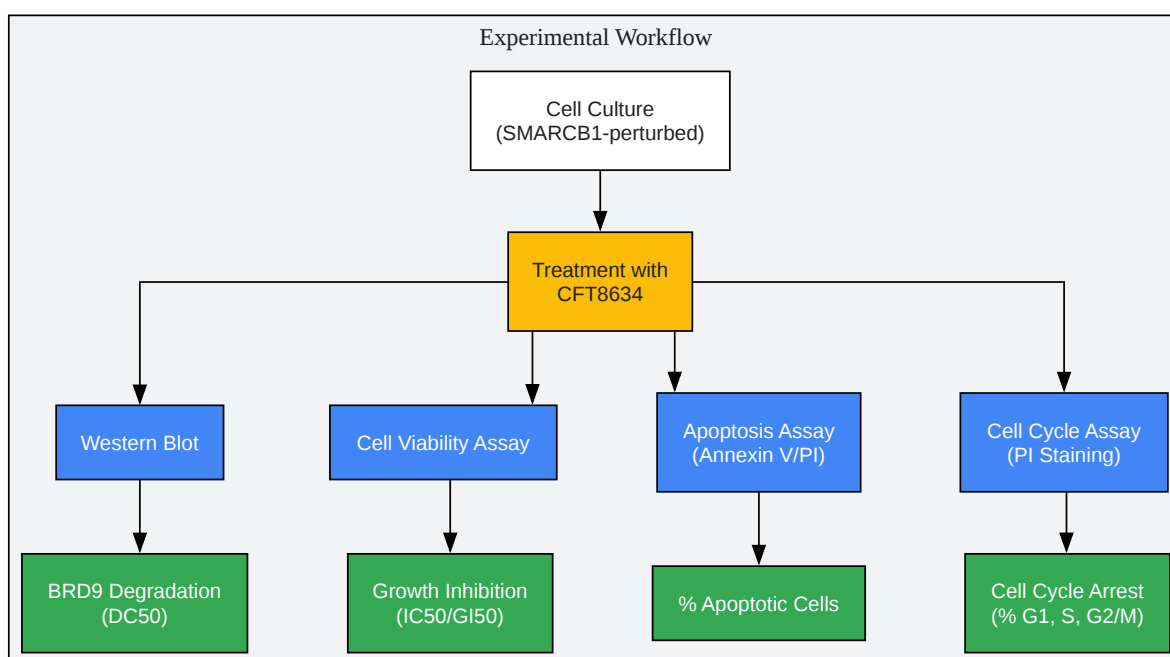 Experimental Workflow
Cell Culture
(SMARCB1-perturbed)
Treatment with
CFT8634
Western Blot
Cell Viability Assay
Apoptosis Assay
(Annexin V/PI)
Cell Cycle Assay
(PI Staining)
BRD9 Degradation
(DC50)
Growth Inhibition
(IC50/GI50)
% Apoptotic Cells
Cell Cycle Arrest
(% G1, S, G2/M)